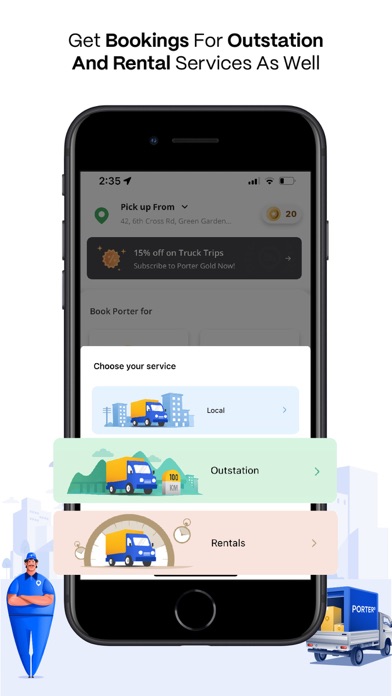 Get Bookings For Outstation
And Rental Services As Well
2:35
Pick up From
42, 6th Cross Rd, Green Garden...
20
15% off on Truck Trips
Subscribe to Porter Gold Now!
Book Porter for
Choose your service
Local
100
KM
Outstation
Rentals
PORTER